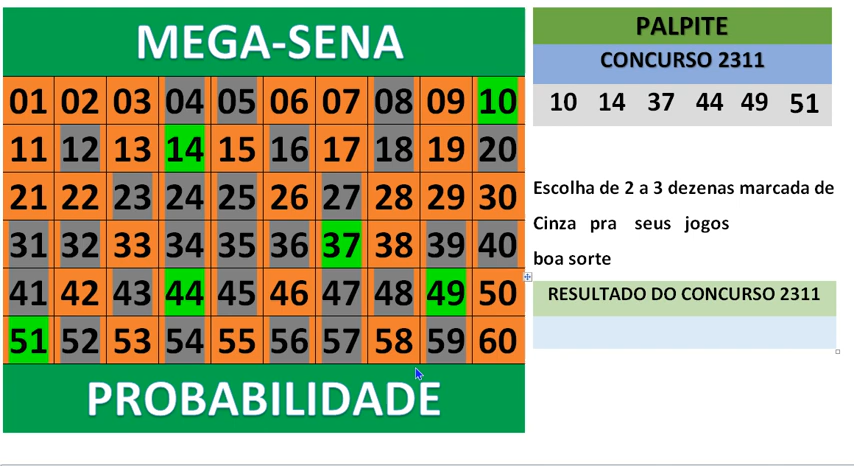 MEGA-SENA
01 02 03 04 05 06 07 08 09 10
11 12 13 14 15 16 17 18 19 20
21 22 23 24 25 26 27 28 29 30
31 32 33 34 35 36 37 38 39 40
41 42 43 44 45 46 47 48 49 50
51 52 53 54 55 56 57 58 59 60
PROBABILIDADE
PALPITE
CONCURSO 2311
10 14 37 44 49 51
Escolha de 2 a 3 dezenas marcada de
Cinza pra seus jogos
boa sorte
RESULTADO DO CONCURSO 2311